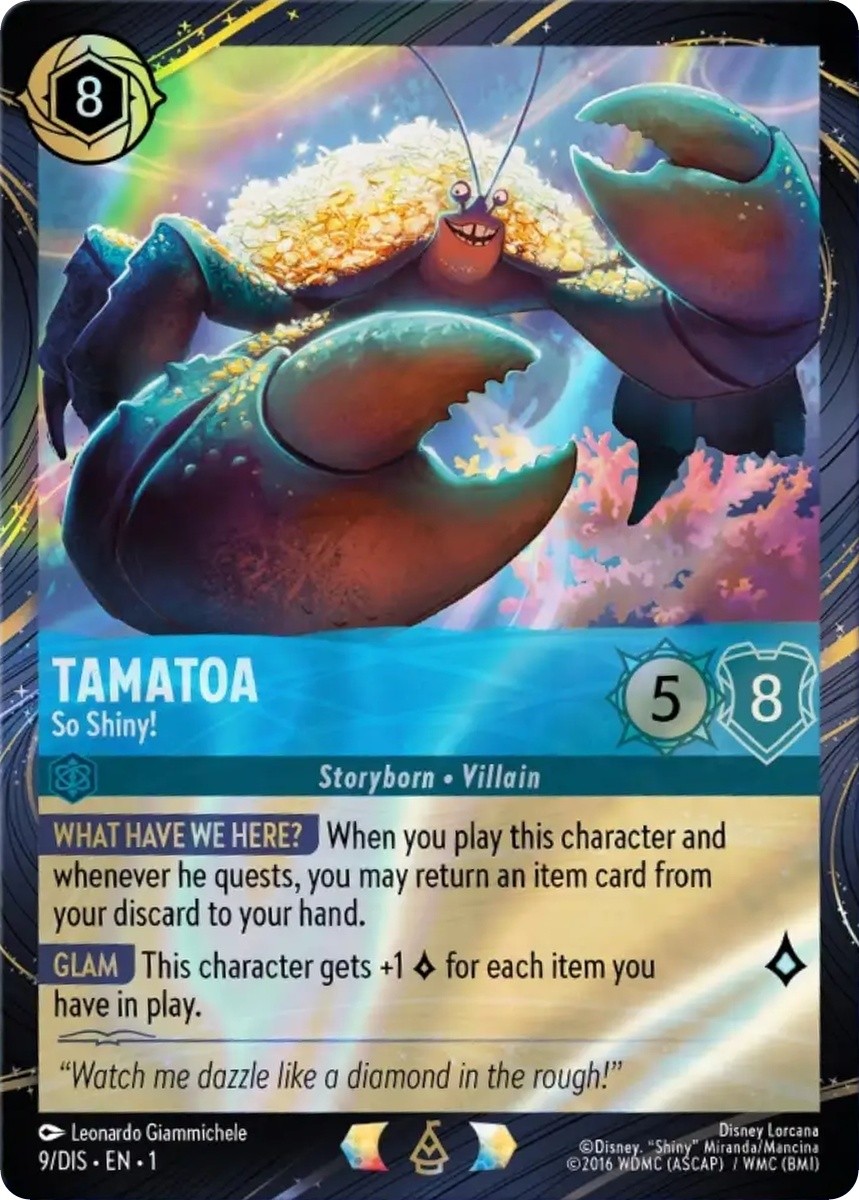 8
TAMATOA
So Shiny!
5
8
Storyborn • Villain
WHAT HAVE WE HERE? When you play this character and
whenever he quests, you may return an item card from
your discard to your hand.
GLAM This character gets +1 for each item you
have in play.
“Watch me dazzle like a diamond in the rough!”
Leonardo Giammichele
9/DIS • EN • 1
Disney Lorcana
©Disney. “Shiny” Miranda/Mancina
©2016 WDMC (ASCAP) / WMC (BMI)